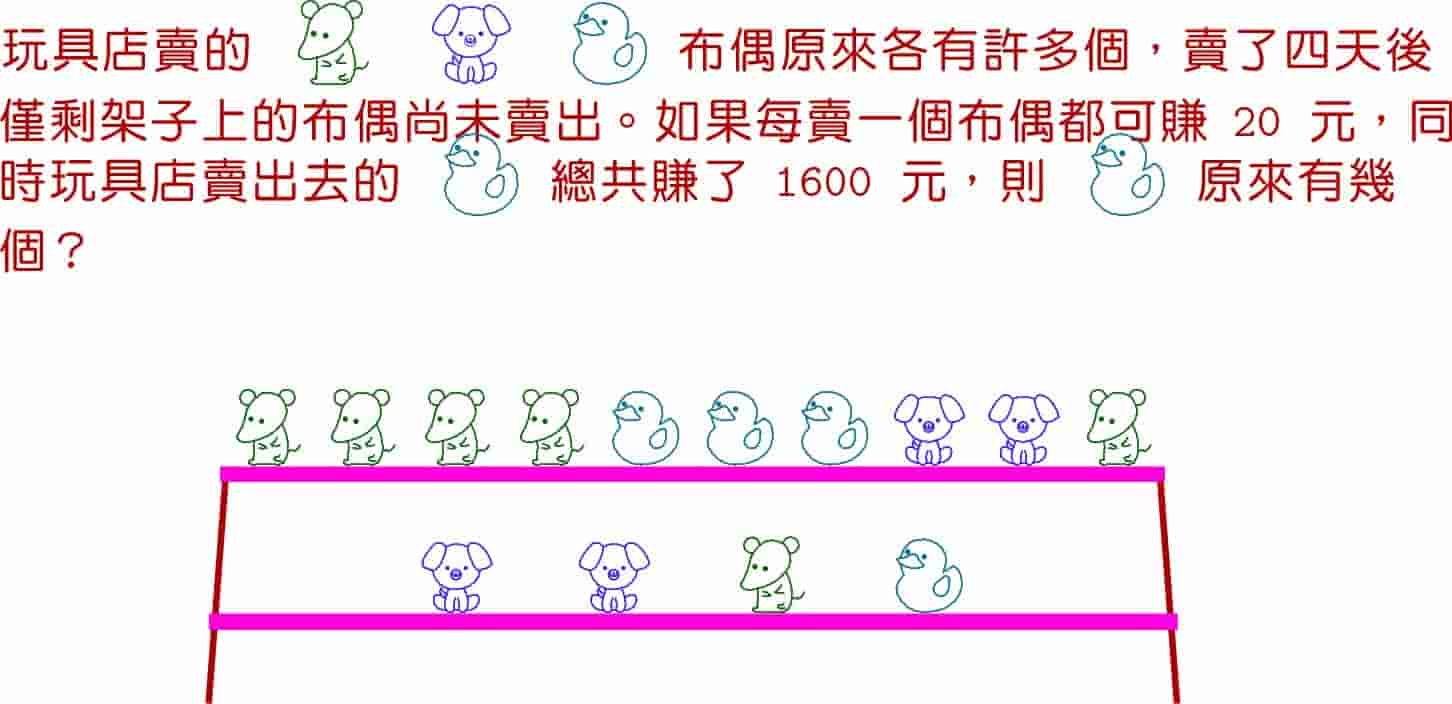 玩具店賣的 布偶原來各有許多個，賣了四天後
僅剩架子上的布偶尚未賣出。如果每賣一個布偶都可賺 20 元，同
時玩具店賣出去的 總共賺了 1600 元，則 原來有幾
個？